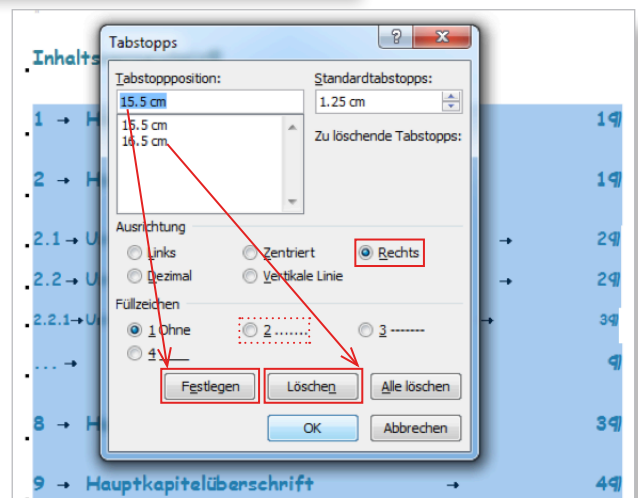 Tabstopps
Inhalts
Tabstoppposition:
Standardtabstopps:
15.5 cm
1.25 cm
15.5 cm
16.5 cm
Zu löschende Tabstopps:
Ausrichtung
Links
Zentriert
Rechts
Dezimal
Vertikale Linie
Füllzeichen
1 Ohne
2 .......
3 -------
4 ___
Festlegen
Löschen
Alle löschen
OK
Abbrechen
1 → H 1¶
2 → H 1¶
2.1 → U → 2¶
2.2 → U → 2¶
2.2.1 → U → 3¶
... → ¶
8 → H 3¶
9 → Hauptkapitelüberschrift → 4¶